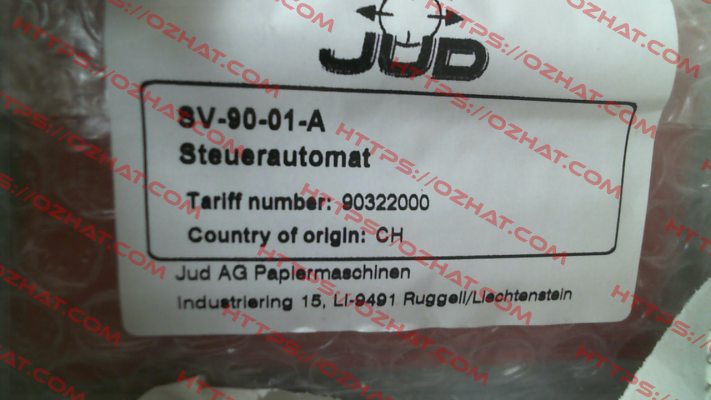 JUD
SV-90-01-A
Steuerautomat
Tariff number: 90322000
Country of origin: CH
Jud AG Papiermaschinen
Industriering 15, LI-9491 Ruggell/Liechtenstein
HTTPS://OZHAT.COM